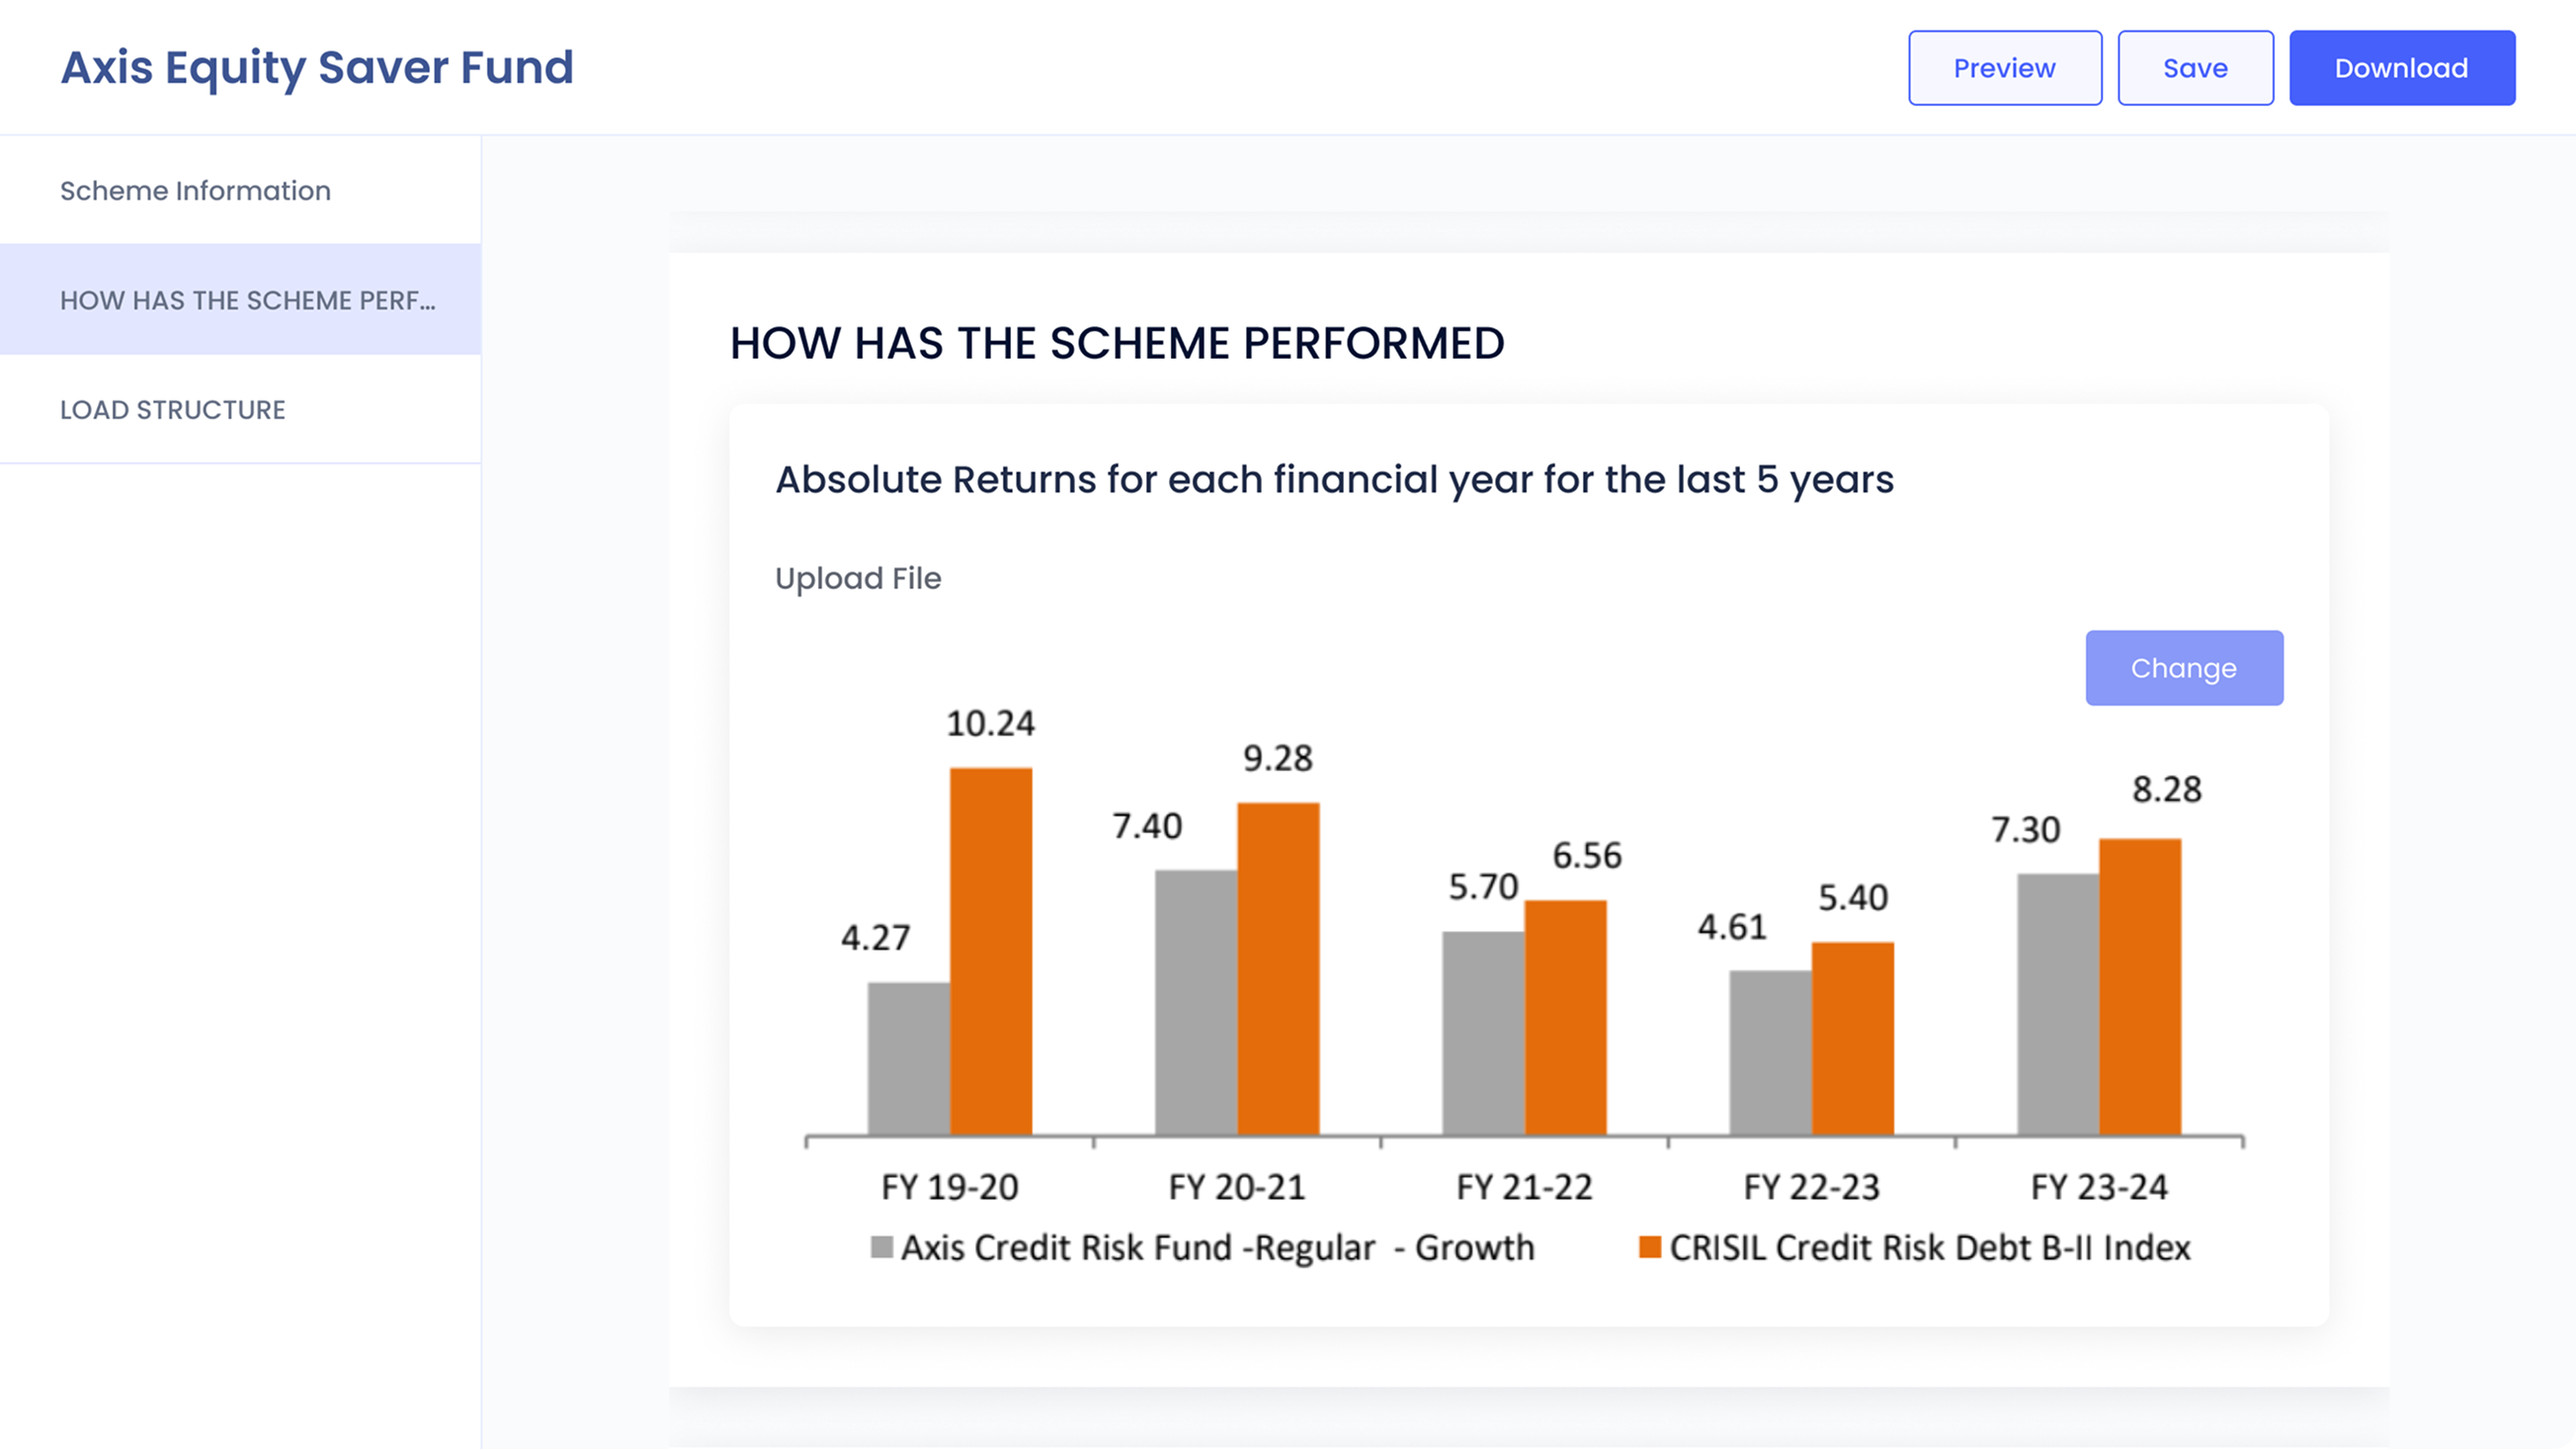 Axis Equity Saver Fund
Preview Save Download
Scheme Information
HOW HAS THE SCHEME PERF...
LOAD STRUCTURE
HOW HAS THE SCHEME PERFORMED
Absolute Returns for each financial year for the last 5 years
Upload File
Change
10.24
9.28
8.28
7.40
7.30
6.56
5.70
5.40
4.61
4.27
FY 19-20 FY 20-21 FY 21-22 FY 22-23 FY 23-24
Axis Credit Risk Fund -Regular - Growth CRISIL Credit Risk Debt B-II Index